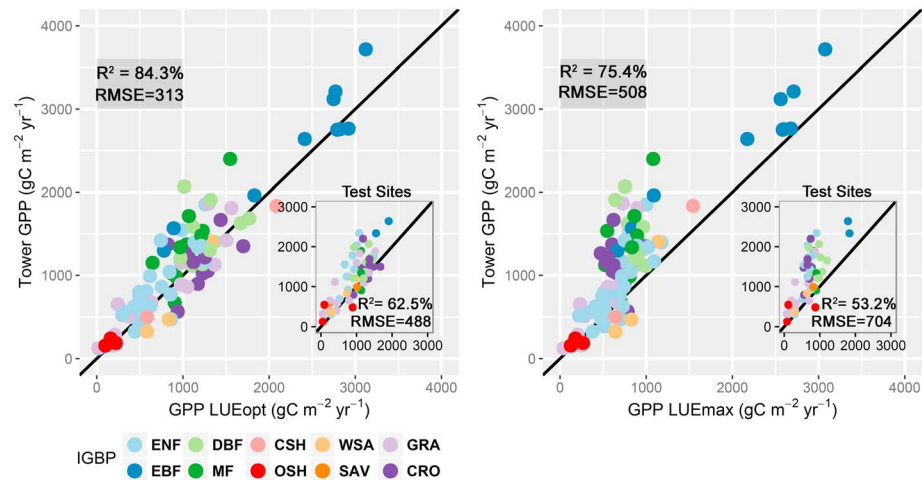 4000
3000
2000
1000
0
Tower GPP (gC m⁻² yr⁻¹)
R² = 84.3%
RMSE=313
Test Sites
3000
2000
1000
0
R² = 62.5%
RMSE=488
0 1000 2000 3000
0 1000 2000 3000 4000
GPP LUEopt (gC m⁻² yr⁻¹)
4000
3000
2000
1000
0
Tower GPP (gC m⁻² yr⁻¹)
R² = 75.4%
RMSE=508
Test Sites
3000
2000
1000
0
R² = 53.2%
RMSE=704
0 1000 2000 3000
0 1000 2000 3000 4000
GPP LUEmax (gC m⁻² yr⁻¹)
IGBP
ENF DBF CSH WSA GRA
EBF MF OSH SAV CRO